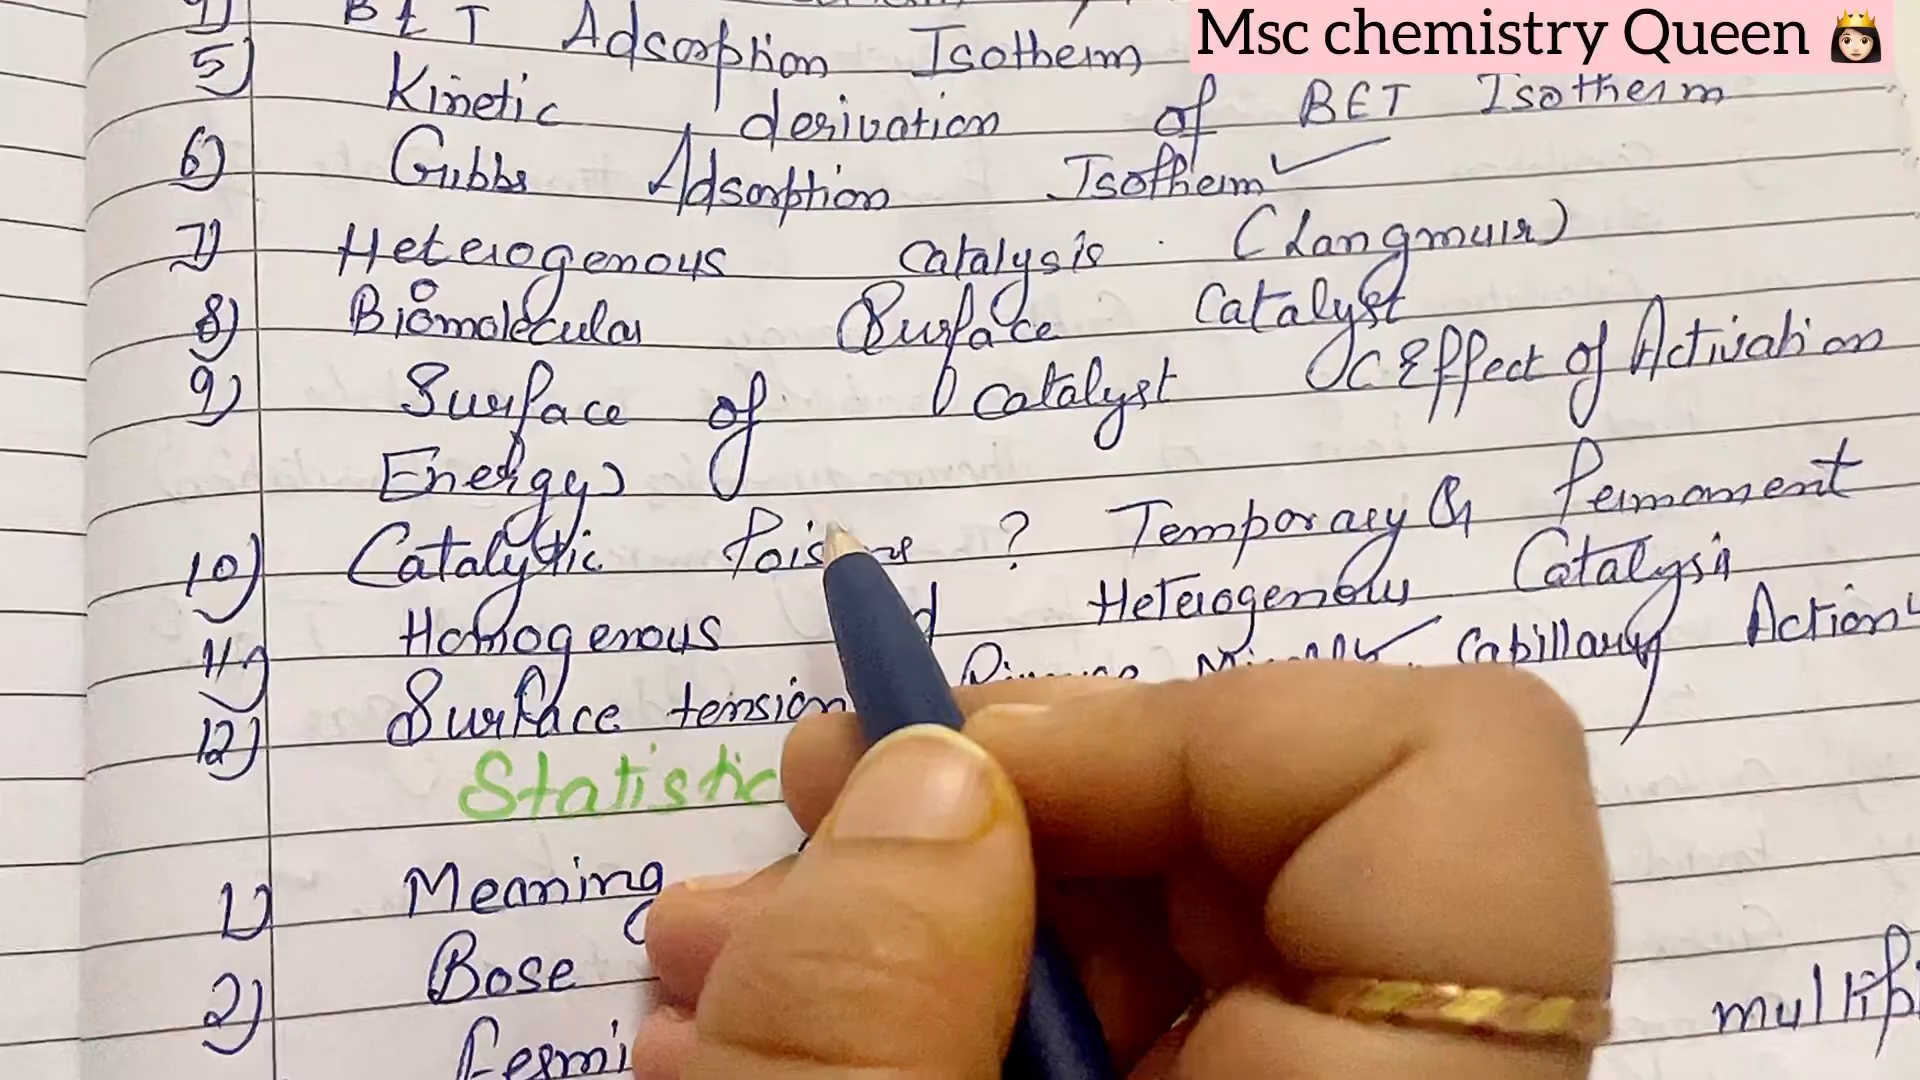 Msc chemistry Queen 👸🏻
4) BET Adsorption Isotherm
5) Kinetic derivation of BET Isotherm
6) Gibbs Adsorption Isotherm ✓
7) Heterogenous catalysis (Langmuir)
8) Biomolecular Surface catalyst
9) Surface of catalyst (Effect of Activation
Energy)
10) Catalytic ? Temporary & Permanent
11) Homogenous Heterogenous Catalysis
12) Surface tension ✓ Capillary Action
Statistic
1) Meaning
2) Bose
Fermi